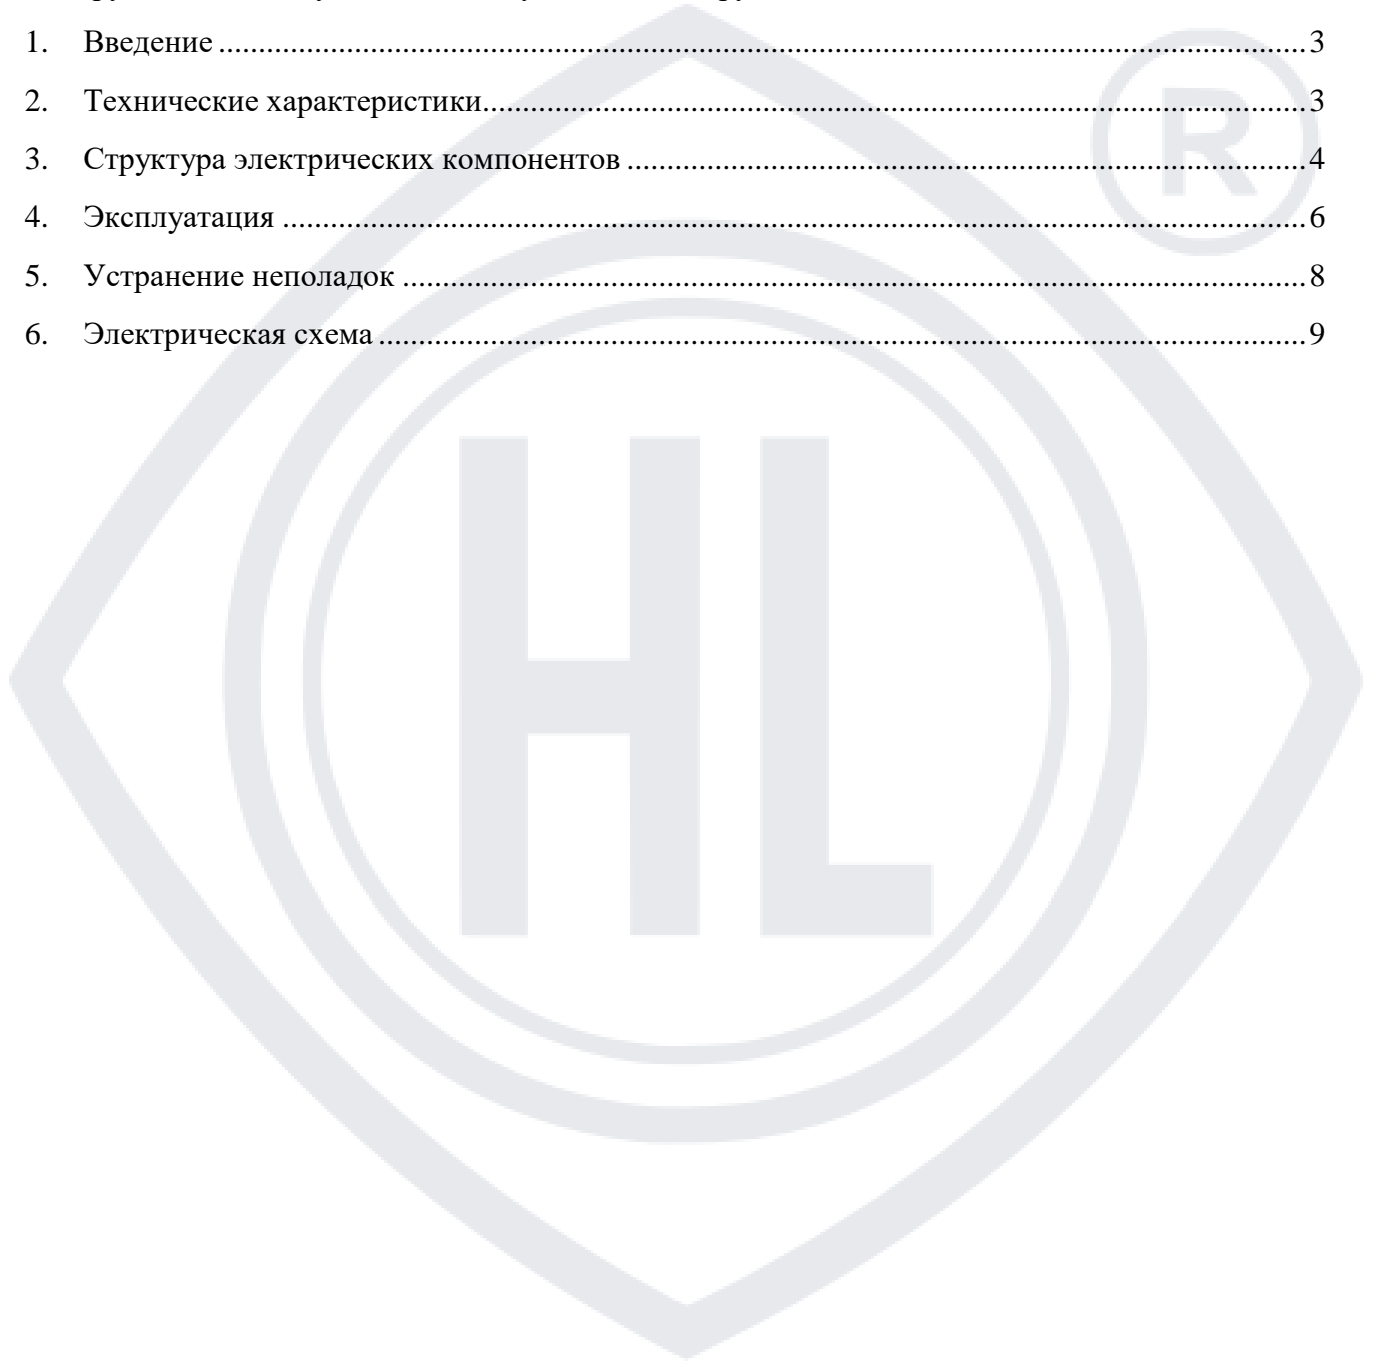 1. Введение ........................................................................................................................................ 3
2. Технические характеристики....................................................................................................... 3
3. Структура электрических компонентов ..................................................................................... 4
4. Эксплуатация ................................................................................................................................ 6
5. Устранение неполадок ................................................................................................................. 8
6. Электрическая схема .................................................................................................................... 9
R
HL